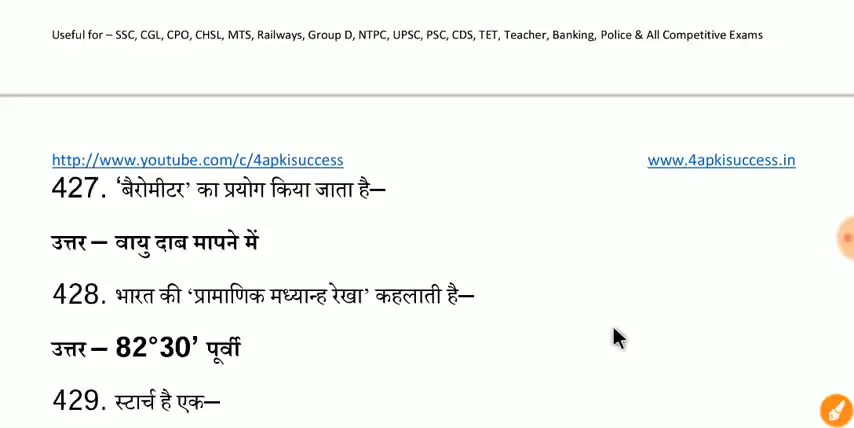 Useful for – SSC, CGL, CPO, CHSL, MTS, Railways, Group D, NTPC, UPSC, PSC, CDS, TET, Teacher, Banking, Police & All Competitive Exams
http://www.youtube.com/c/4apkisuccess www.4apkisuccess.in
427. ‘बैरोमीटर’ का प्रयोग किया जाता है—
उत्तर – वायु दाब मापने में
428. भारत की ‘प्रामाणिक मध्यान्ह रेखा’ कहलाती है—
उत्तर – 82°30’ पूर्वी
429. स्टार्च है एक—